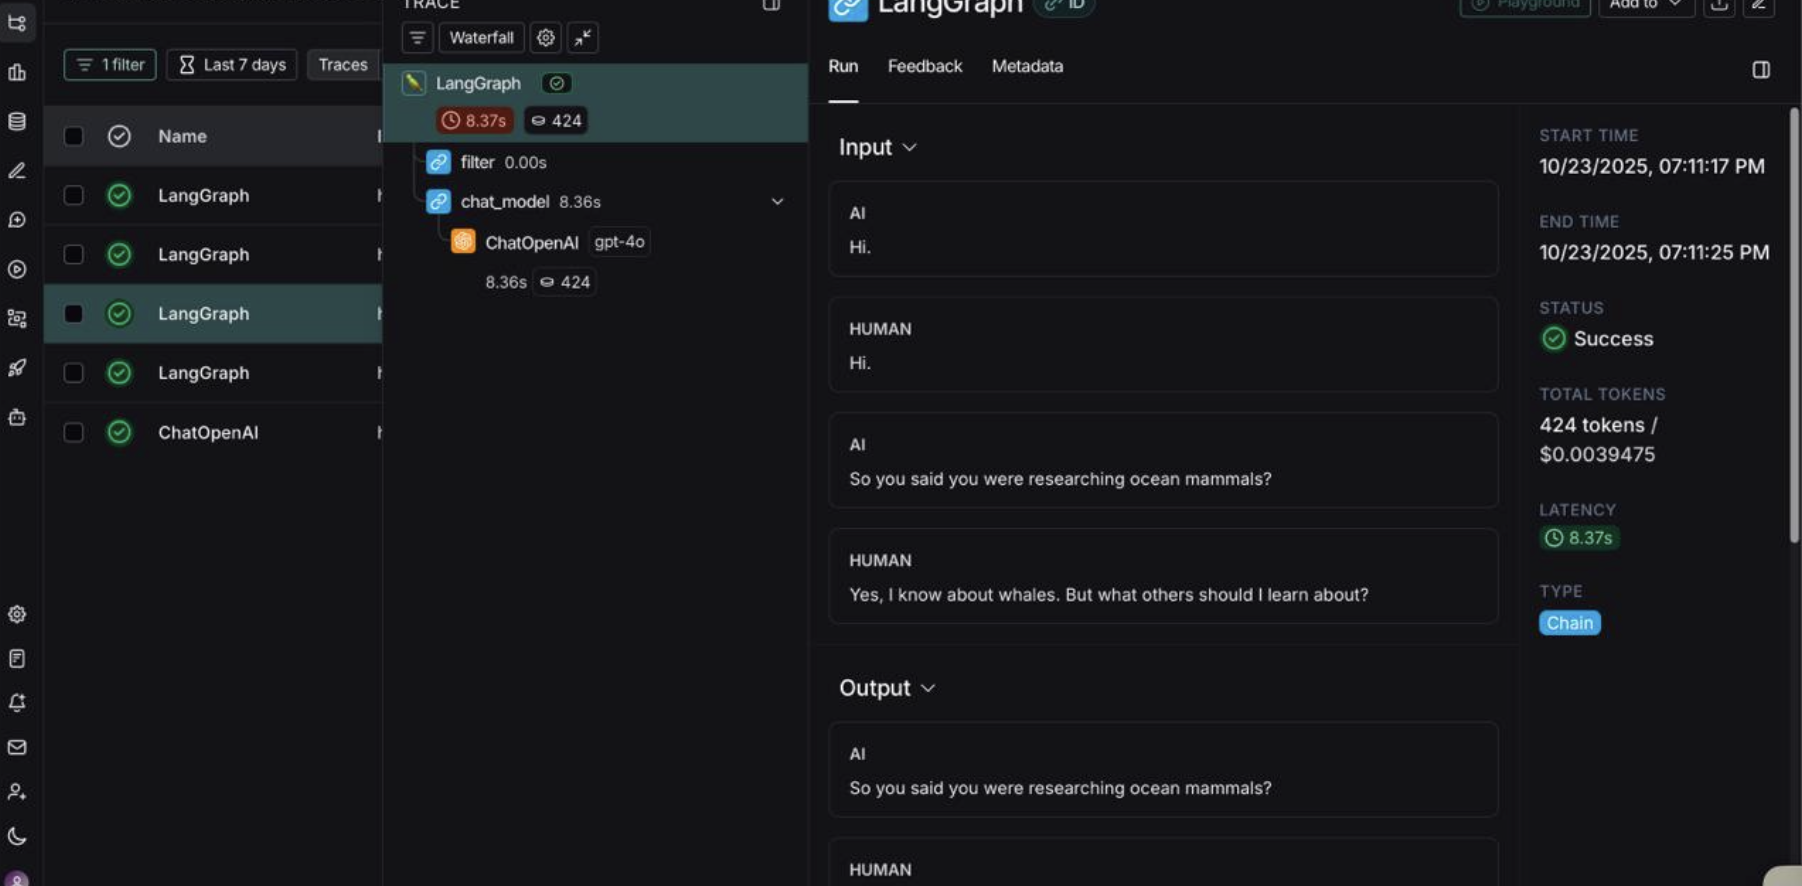 TRACE
Waterfall
LangGraph
8.37s
424
filter 0.00s
chat_model 8.36s
ChatOpenAI gpt-4o
8.36s 424
1 filter
Last 7 days
Traces
Name
LangGraph
LangGraph
LangGraph
LangGraph
ChatOpenAI
LangGraph
ID
Playground
Add to
Run
Feedback
Metadata
Input
AI
Hi.
HUMAN
Hi.
AI
So you said you were researching ocean mammals?
HUMAN
Yes, I know about whales. But what others should I learn about?
Output
AI
So you said you were researching ocean mammals?
HUMAN
START TIME
10/23/2025, 07:11:17 PM
END TIME
10/23/2025, 07:11:25 PM
STATUS
Success
TOTAL TOKENS
424 tokens /
$0.0039475
LATENCY
8.37s
TYPE
Chain